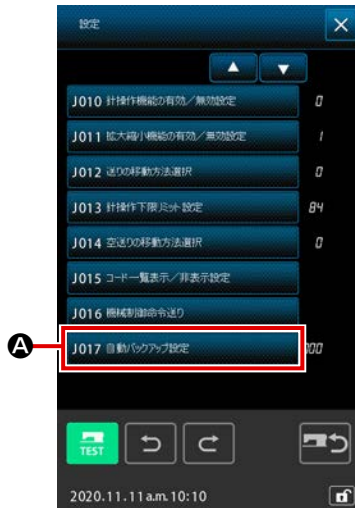 設定
J010 針操作機能の有効／無効設定 0
J011 拡大縮小機能の有効／無効設定 1
J012 送りの移動方法選択 0
J013 針操作下限リミット設定 84
J014 空送りの移動方法選択 0
J015 コード一覧表示／非表示設定
J016 機械制御命令送り
A J017 自動バックアップ設定 000
TEST
2020.11.11 a.m. 10:10